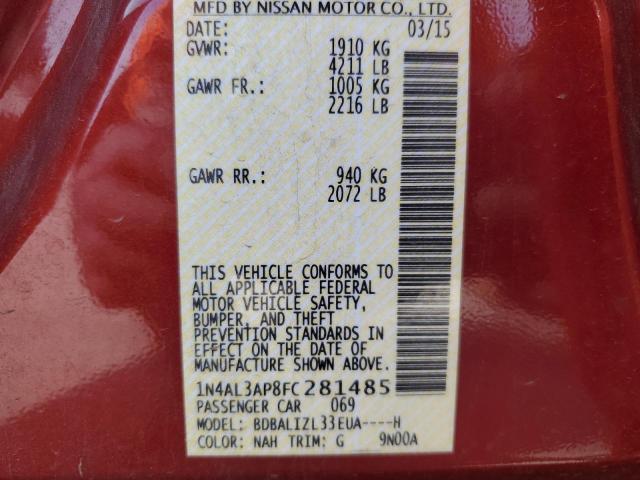 MFD BY NISSAN MOTOR CO., LTD.
DATE: 03/15
GVWR: 1910 KG
4211 LB
GAWR FR.: 1005 KG
2216 LB
GAWR RR.: 940 KG
2072 LB
THIS VEHICLE CONFORMS TO
ALL APPLICABLE FEDERAL
MOTOR VEHICLE SAFETY,
BUMPER, AND THEFT
PREVENTION STANDARDS IN
EFFECT ON THE DATE OF
MANUFACTURE SHOWN ABOVE.
1N4AL3AP8FC281485
PASSENGER CAR 069
MODEL: BDBALIZL33EUA----H
COLOR: NAH TRIM: G 9N00A